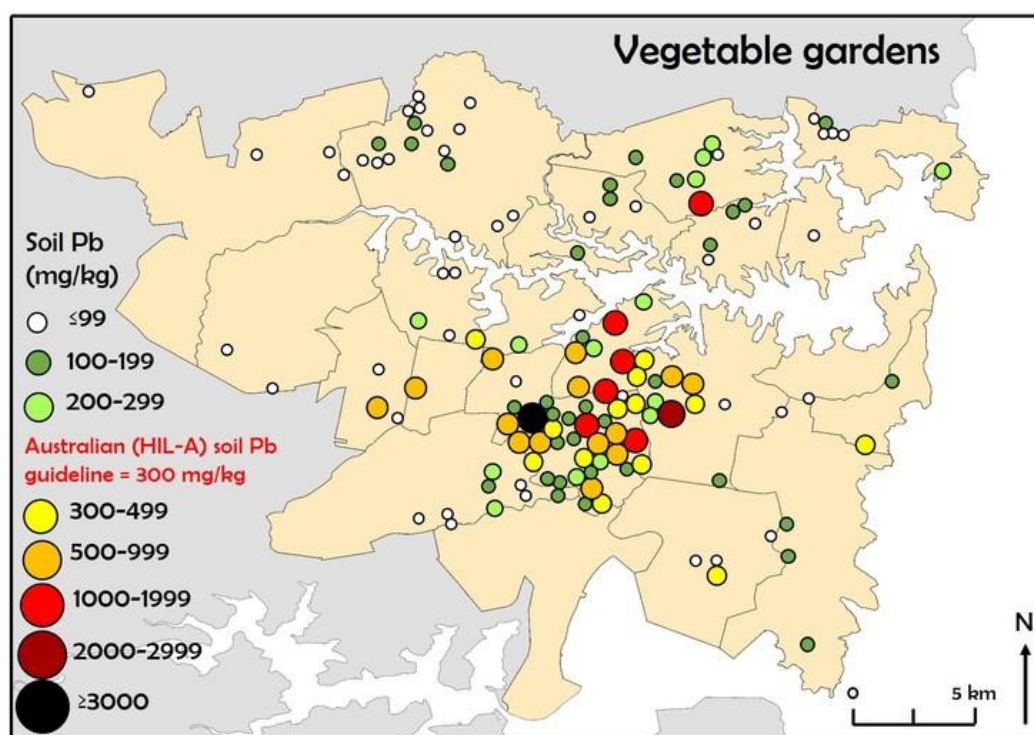 Vegetable gardens
Soil Pb
(mg/kg)
≤99
100-199
200-299
Australian (HIL-A) soil Pb
guideline = 300 mg/kg
300-499
500-999
1000-1999
2000-2999
≥3000
N
0
5 km